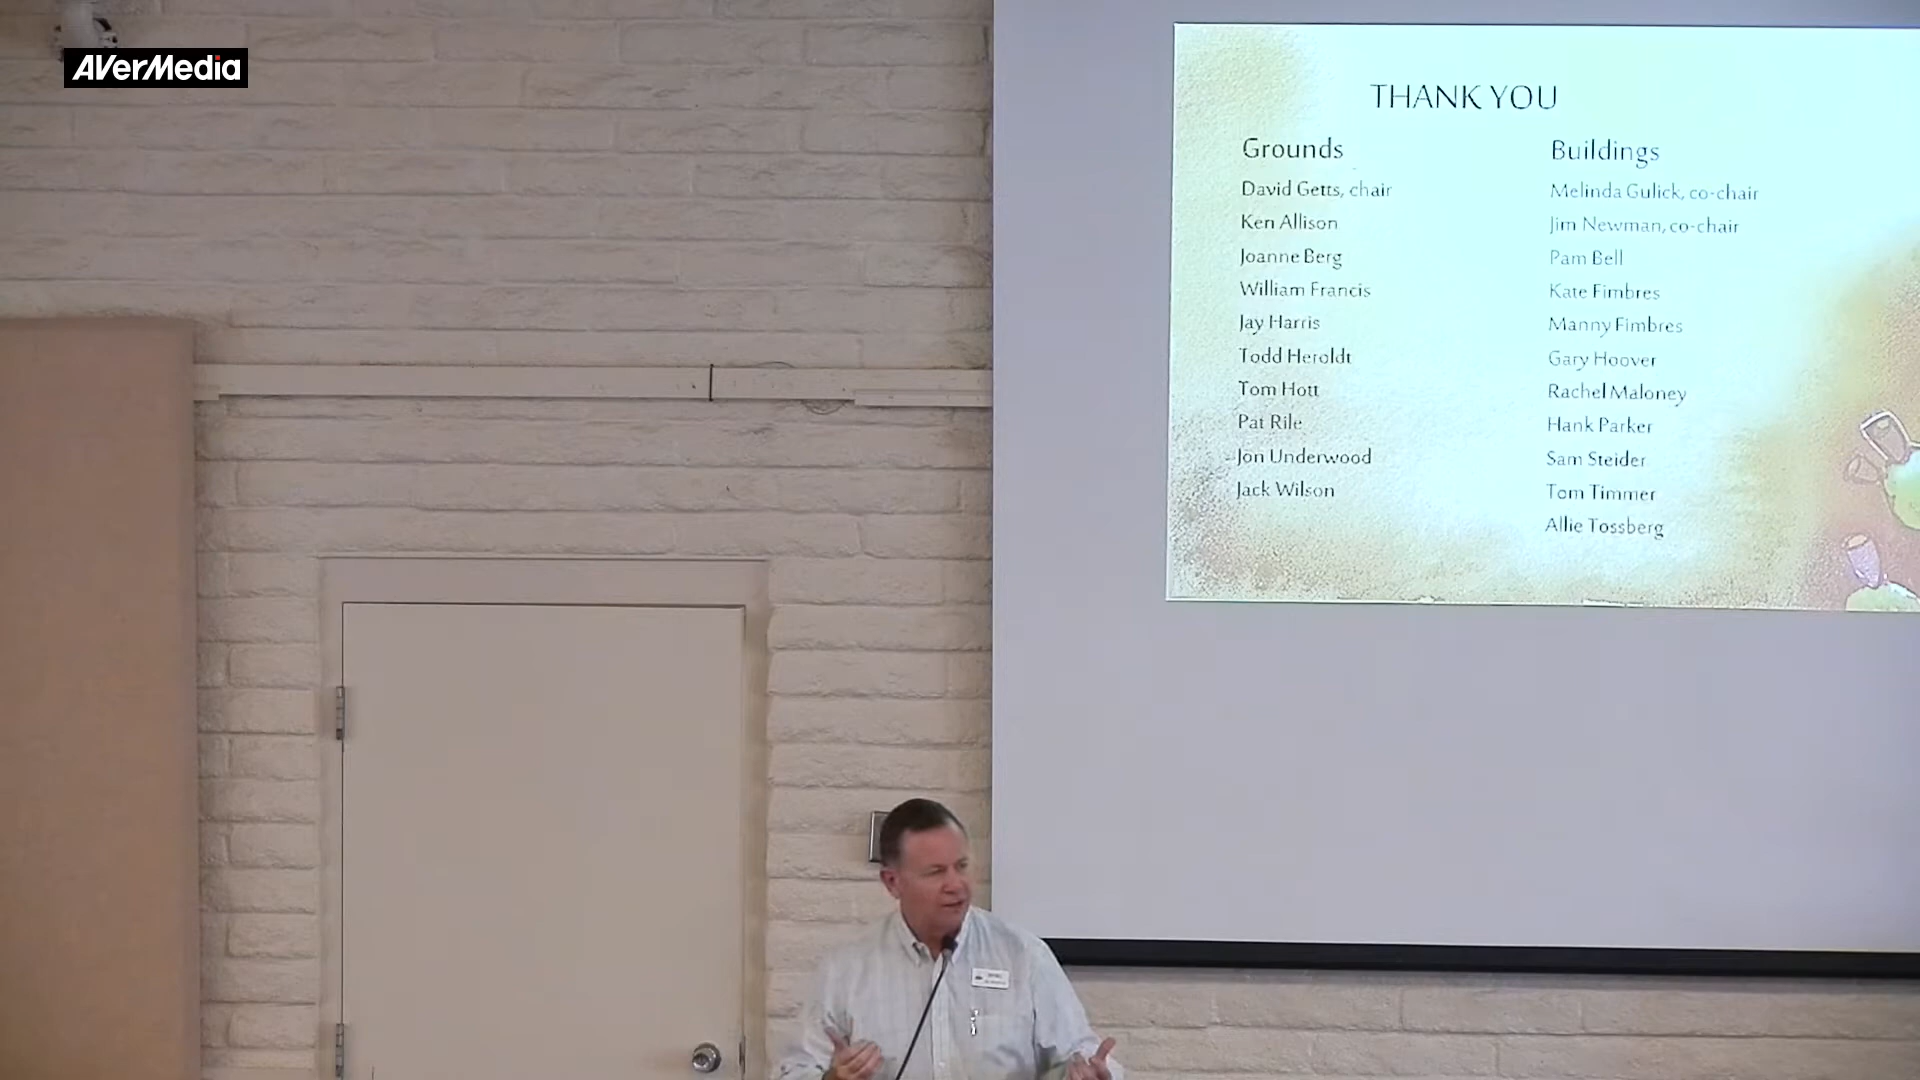 AVerMedia
THANK YOU
Grounds
David Getts, chair
Ken Allison
Joanne Berg
William Francis
Jay Harris
Todd Heroldt
Tom Hott
Pat Rile
Jon Underwood
Jack Wilson
Buildings
Melinda Gulick, co-chair
Jim Newman, co-chair
Pam Bell
Kate Fimbres
Manny Fimbres
Gary Hoover
Rachel Maloney
Hank Parker
Sam Steider
Tom Timmer
Allie Tossberg